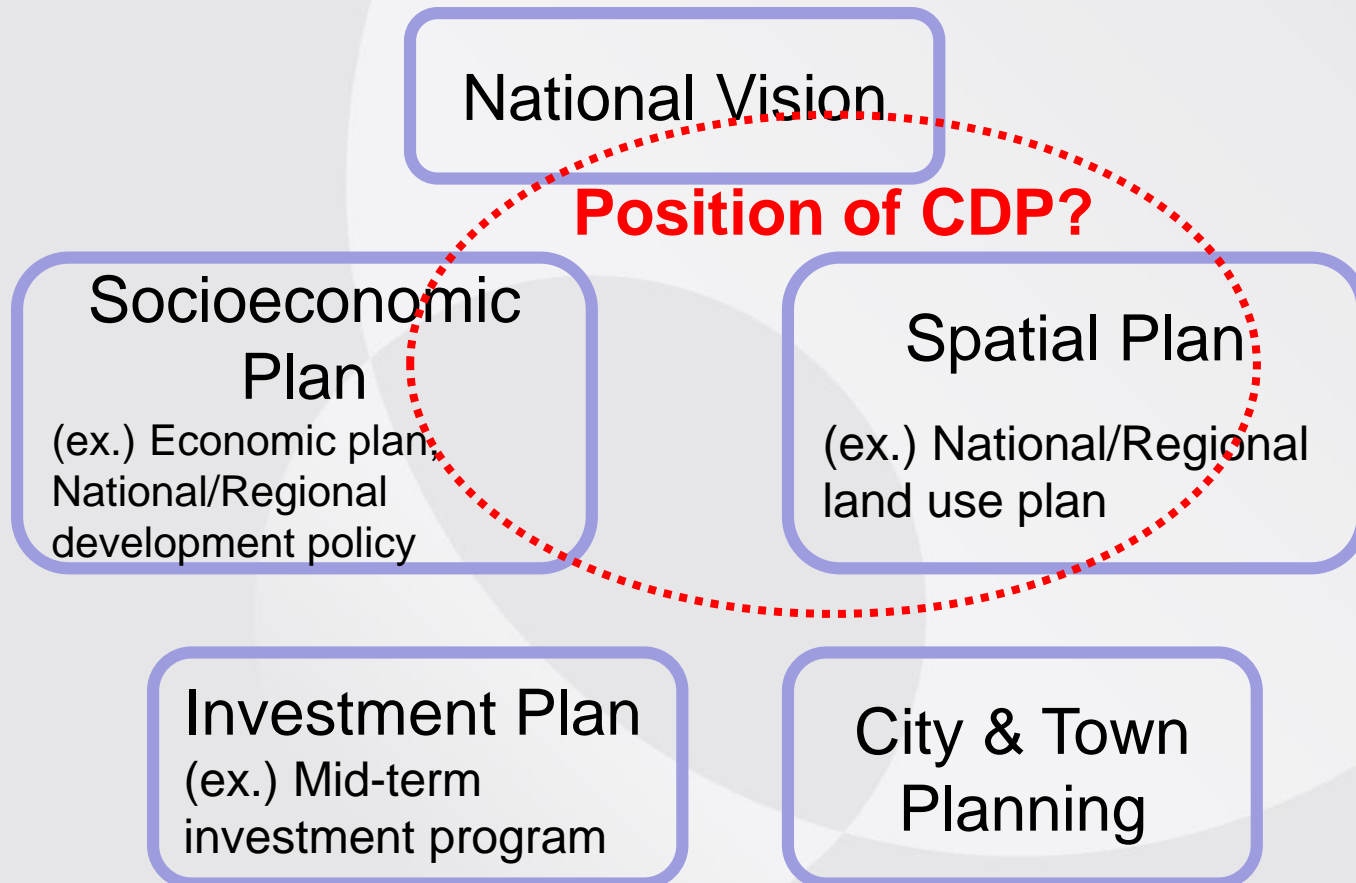 National Vision
Position of CDP?
Socioeconomic
Plan
(ex.) Economic plan,
National/Regional
development policy
Spatial Plan
(ex.) National/Regional
land use plan
Investment Plan
(ex.) Mid-term
investment program
City & Town
Planning